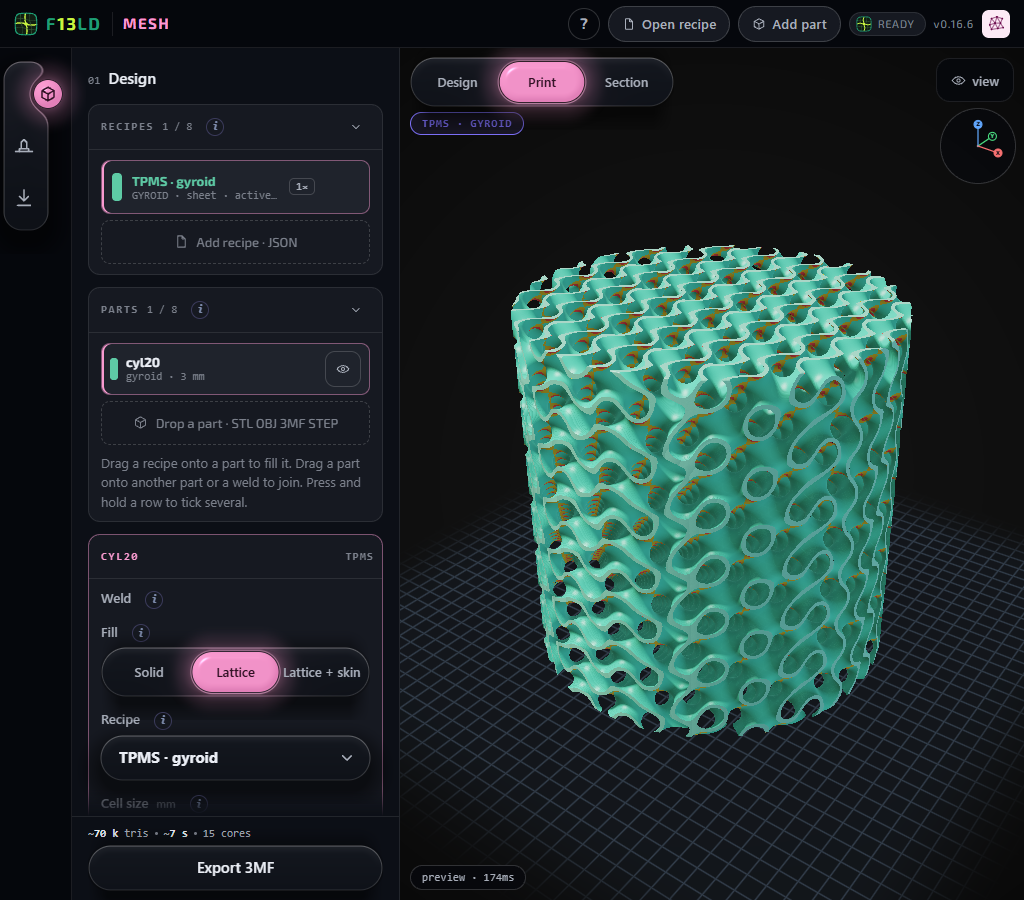 F13LD MESH
? Open recipe Add part READY v0.16.6
01 Design
Design Print Section
view
TPMS · GYROID
Z Y X
RECIPES 1 / 8 i
TPMS · gyroid
GYROID · sheet · active…
1×
Add recipe · JSON
PARTS 1 / 8 i
cyl20
gyroid · 3 mm
Drop a part · STL OBJ 3MF STEP
Drag a recipe onto a part to fill it. Drag a part
onto another part or a weld to join. Press and
hold a row to tick several.
CYL20 TPMS
Weld i
Fill i
Solid Lattice Lattice + skin
Recipe i
TPMS · gyroid
Cell size mm i
~70 k tris • ~7 s • 15 cores
Export 3MF
preview · 174ms